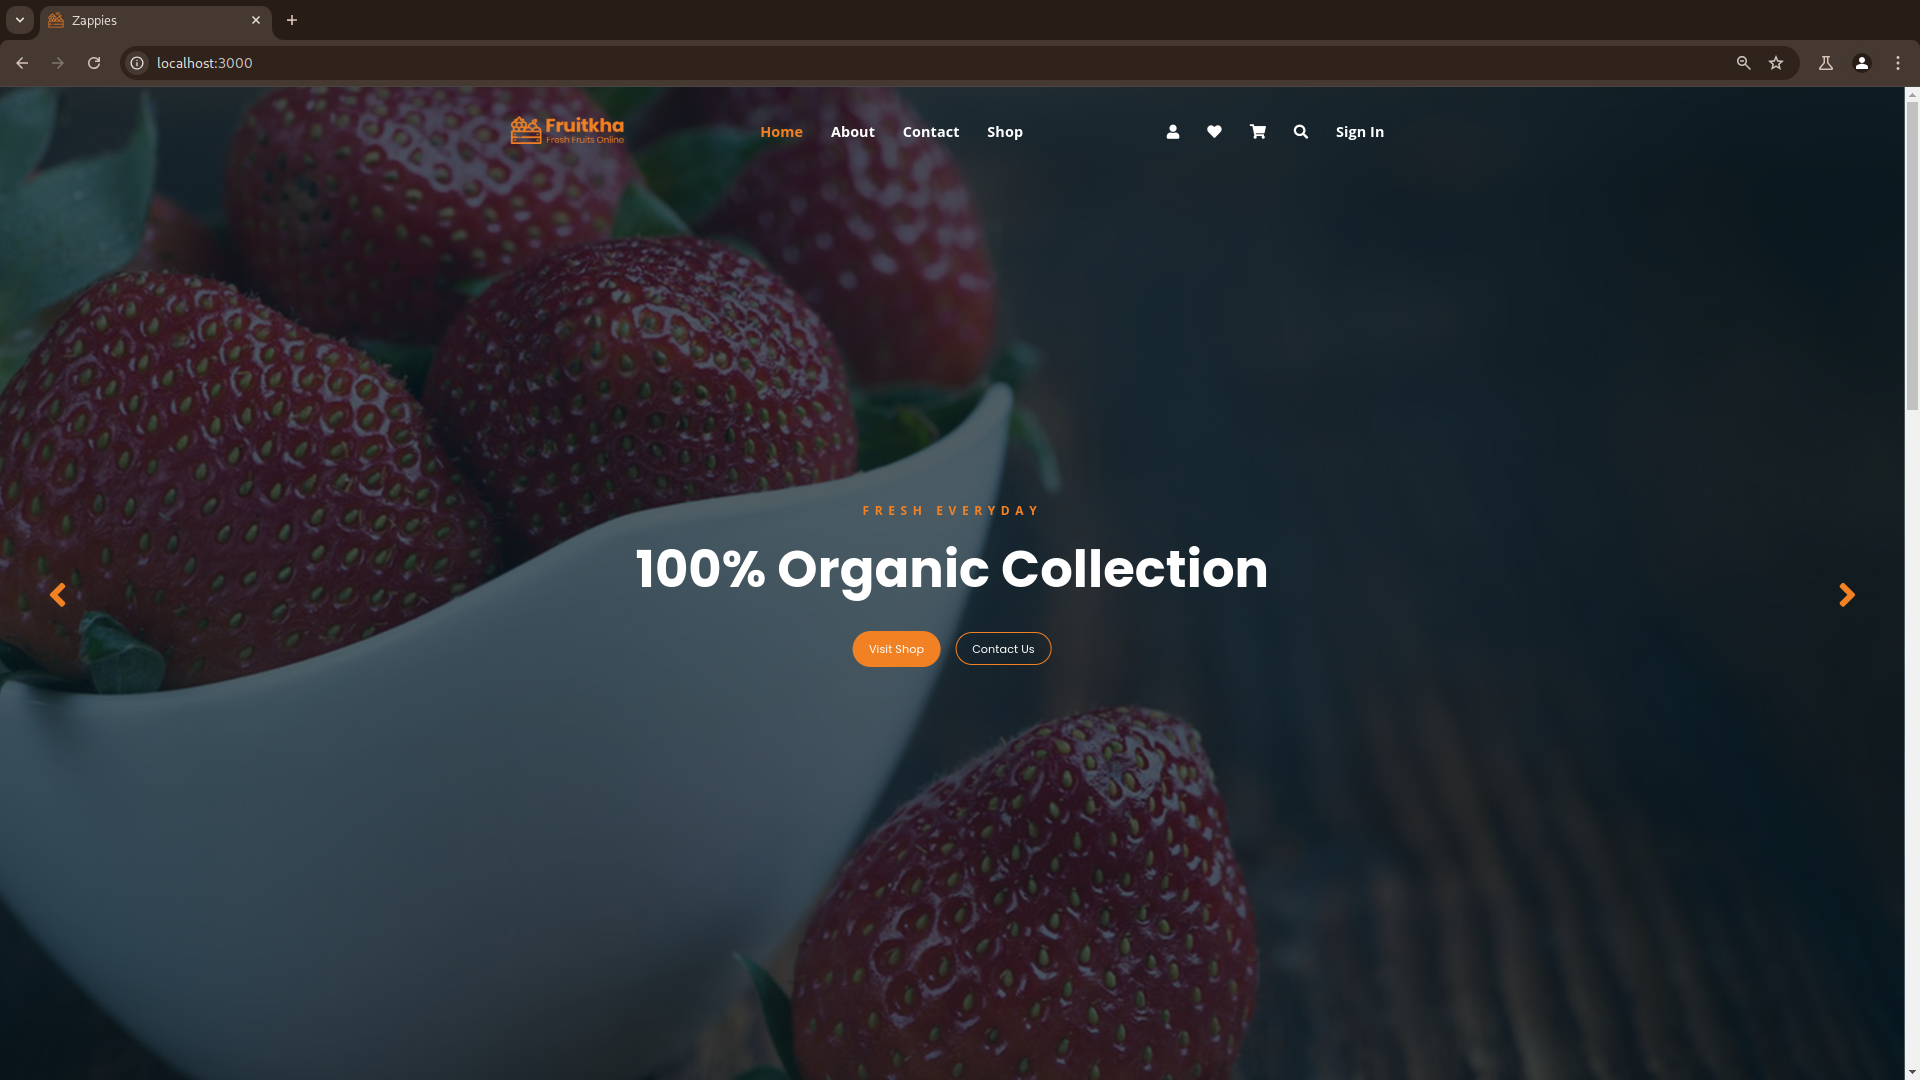 Zappies
localhost:3000
Fruitkha
Fresh Fruits Online
Home About Contact Shop Sign In
FRESH EVERYDAY
100% Organic Collection
Visit Shop Contact Us